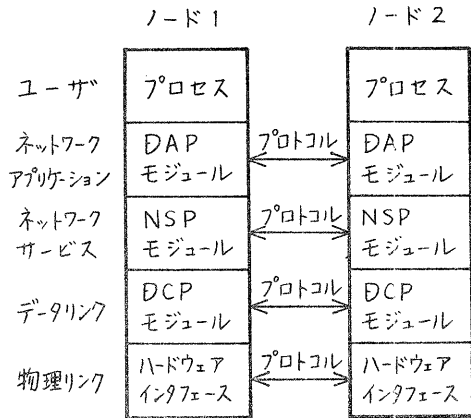 ノード1
ノード2
ユーザ
プロセス
プロセス
ネットワーク
アプリケーション
DAP
モジュール
プロトコル
DAP
モジュール
ネットワーク
サービス
NSP
モジュール
プロトコル
NSP
モジュール
データリンク
DCP
モジュール
プロトコル
DCP
モジュール
物理リンク
ハードウェア
インタフェース
プロトコル
ハードウェア
インタフェース